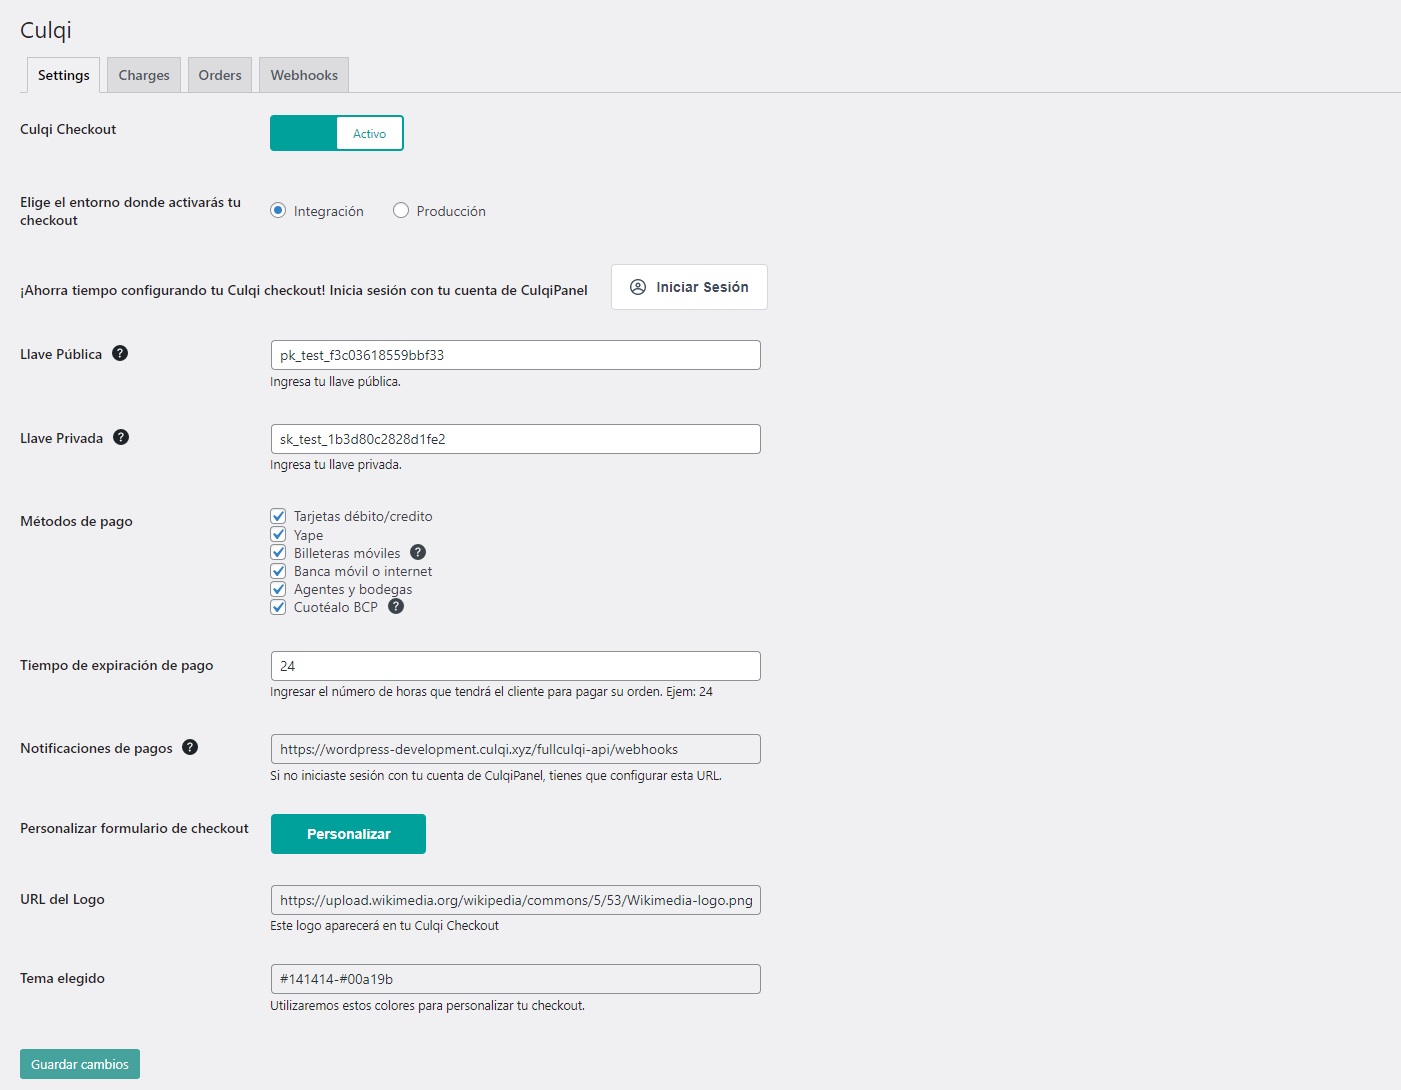 Culqi
Settings
Charges
Orders
Webhooks
Culqi Checkout
Activo
Elige el entorno donde activarás tu
checkout
Integración
Producción
¡Ahorra tiempo configurando tu Culqi checkout! Inicia sesión con tu cuenta de CulqiPanel
Iniciar Sesión
Llave Pública ?
pk_test_f3c03618559bbf33
Ingresa tu llave pública.
Llave Privada ?
sk_test_1b3d80c2828d1fe2
Ingresa tu llave privada.
Métodos de pago
Tarjetas débito/credito
Yape
Billeteras móviles ?
Banca móvil o internet
Agentes y bodegas
Cuotéalo BCP ?
Tiempo de expiración de pago
24
Ingresar el número de horas que tendrá el cliente para pagar su orden. Ejem: 24
Notificaciones de pagos ?
https://wordpress-development.culqi.xyz/fullculqi-api/webhooks
Si no iniciaste sesión con tu cuenta de CulqiPanel, tienes que configurar esta URL.
Personalizar formulario de checkout
Personalizar
URL del Logo
https://upload.wikimedia.org/wikipedia/commons/5/53/Wikimedia-logo.png
Este logo aparecerá en tu Culqi Checkout
Tema elegido
#141414-#00a19b
Utilizaremos estos colores para personalizar tu checkout.
Guardar cambios